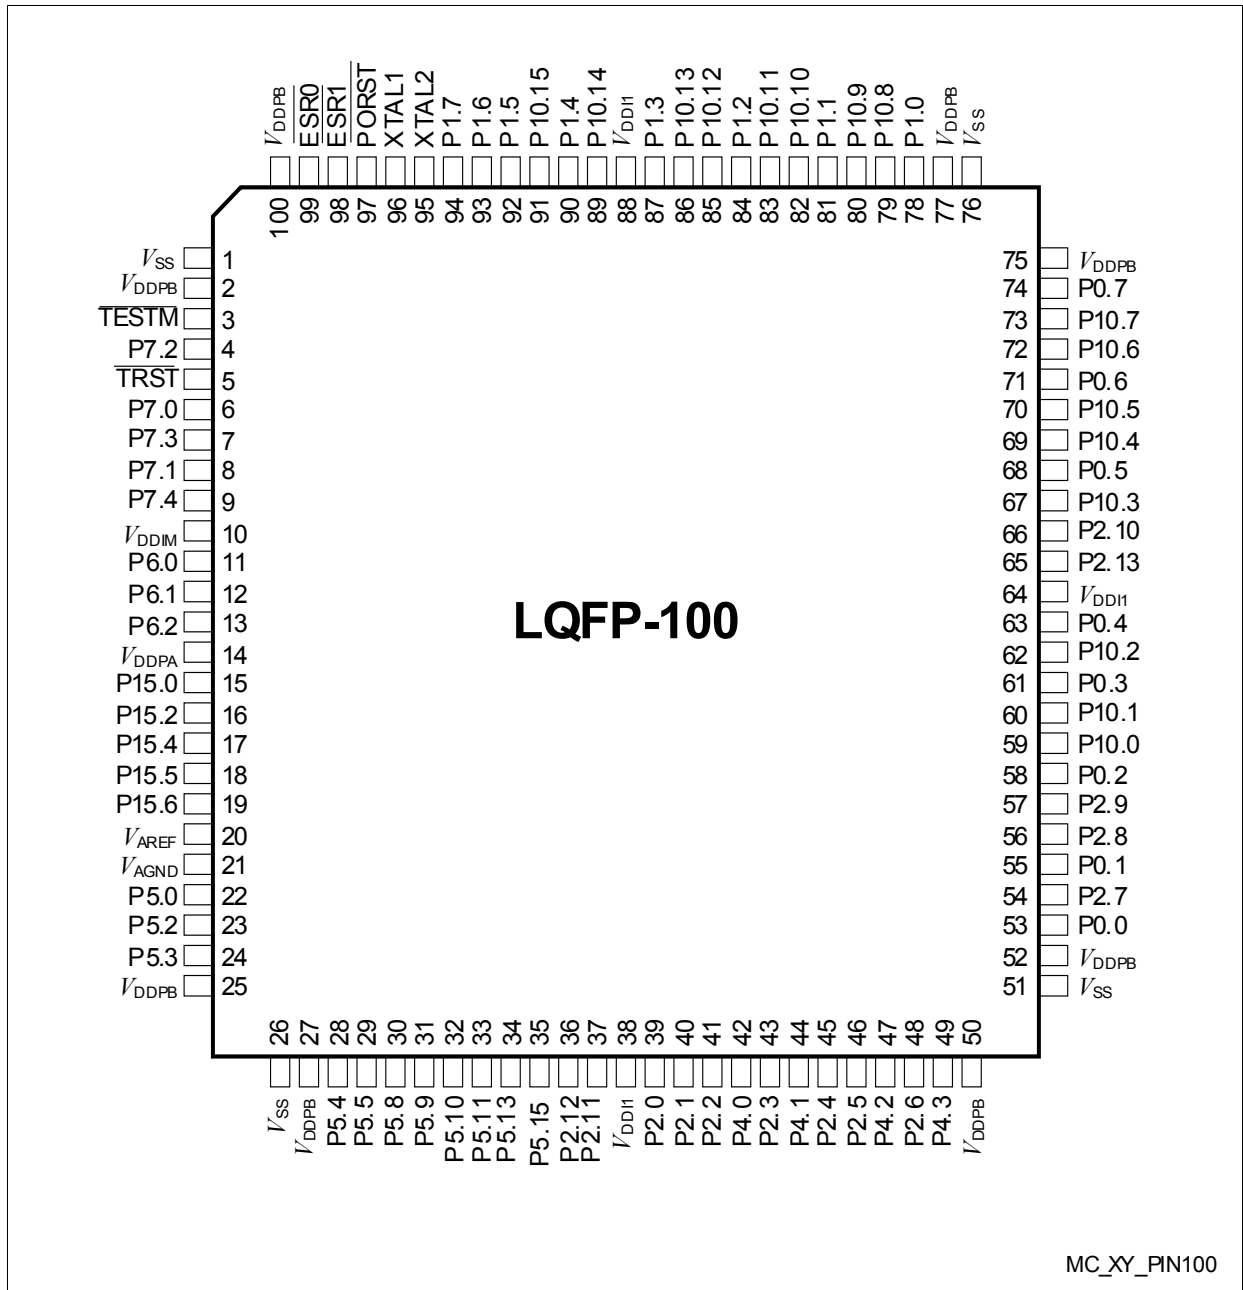 VDDPB
ESR0
ESR1
PORST
XTAL1
XTAL2
P1.7
P1.6
P1.5
P10.15
P1.4
P10.14
VDDI1
P1.3
P10.13
P10.12
P1.2
P10.11
P10.10
P1.1
P10.9
P10.8
P1.0
VDDPB
VSS
100
99
98
97
96
95
94
93
92
91
90
89
88
87
86
85
84
83
82
81
80
79
78
77
76
VSS 1
VDDPB 2
TESTM 3
P7.2 4
TRST 5
P7.0 6
P7.3 7
P7.1 8
P7.4 9
VDDIM 10
P6.0 11
P6.1 12
P6.2 13
VDDPA 14
P15.0 15
P15.2 16
P15.4 17
P15.5 18
P15.6 19
VAREF 20
VAGND 21
P5.0 22
P5.2 23
P5.3 24
VDDPB 25
LQFP-100
75 VDDPB
74 P0.7
73 P10.7
72 P10.6
71 P0.6
70 P10.5
69 P10.4
68 P0.5
67 P10.3
66 P2.10
65 P2.13
64 VDDI1
63 P0.4
62 P10.2
61 P0.3
60 P10.1
59 P10.0
58 P0.2
57 P2.9
56 P2.8
55 P0.1
54 P2.7
53 P0.0
52 VDDPB
51 VSS
26
27
28
29
30
31
32
33
34
35
36
37
38
39
40
41
42
43
44
45
46
47
48
49
50
VSS
VDDPB
P5.4
P5.5
P5.8
P5.9
P5.10
P5.11
P5.13
P5.15
P2.12
P2.11
VDDI1
P2.0
P2.1
P2.2
P4.0
P2.3
P4.1
P2.4
P2.5
P4.2
P2.6
P4.3
VDDPB
MC_XY_PIN100